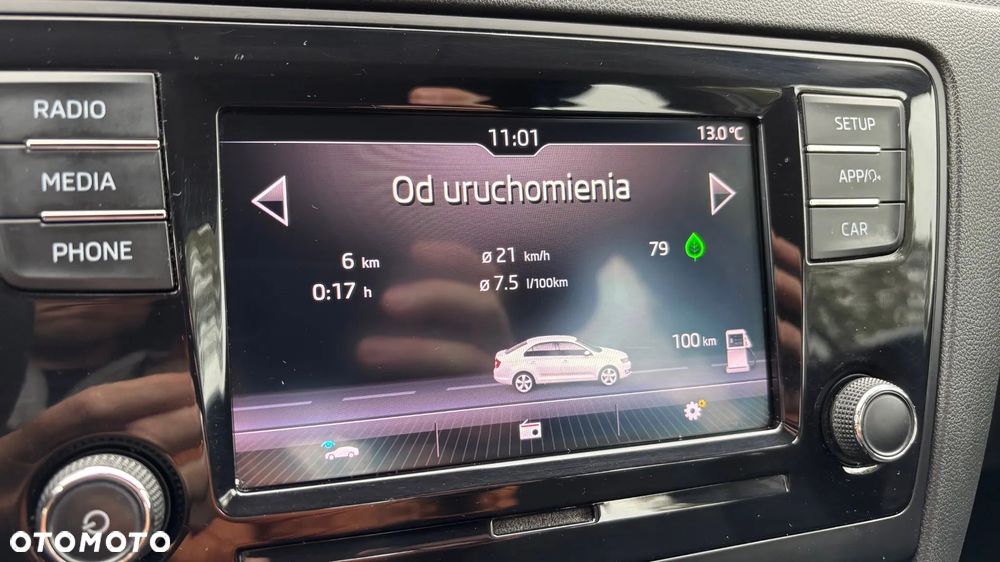 RADIO
MEDIA
PHONE
11:01
13.0 °C
Od uruchomienia
6 km
0:17 h
ø 21 km/h
ø 7.5 l/100km
79
100 km
SETUP
APP/
CAR
OTOMOTO